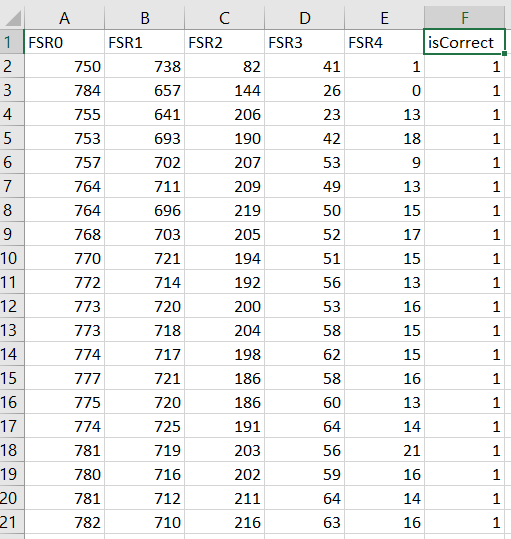 A B C D E F
1 FSR0 FSR1 FSR2 FSR3 FSR4 isCorrect
2 750 738 82 41 1 1
3 784 657 144 26 0 1
4 755 641 206 23 13 1
5 753 693 190 42 18 1
6 757 702 207 53 9 1
7 764 711 209 49 13 1
8 764 696 219 50 15 1
9 768 703 205 52 17 1
10 770 721 194 51 15 1
11 772 714 192 56 13 1
12 773 720 200 53 16 1
13 773 718 204 58 15 1
14 774 717 198 62 15 1
15 777 721 186 58 16 1
16 775 720 186 60 13 1
17 774 725 191 64 14 1
18 781 719 203 56 21 1
19 780 716 202 59 16 1
20 781 712 211 64 14 1
21 782 710 216 63 16 1